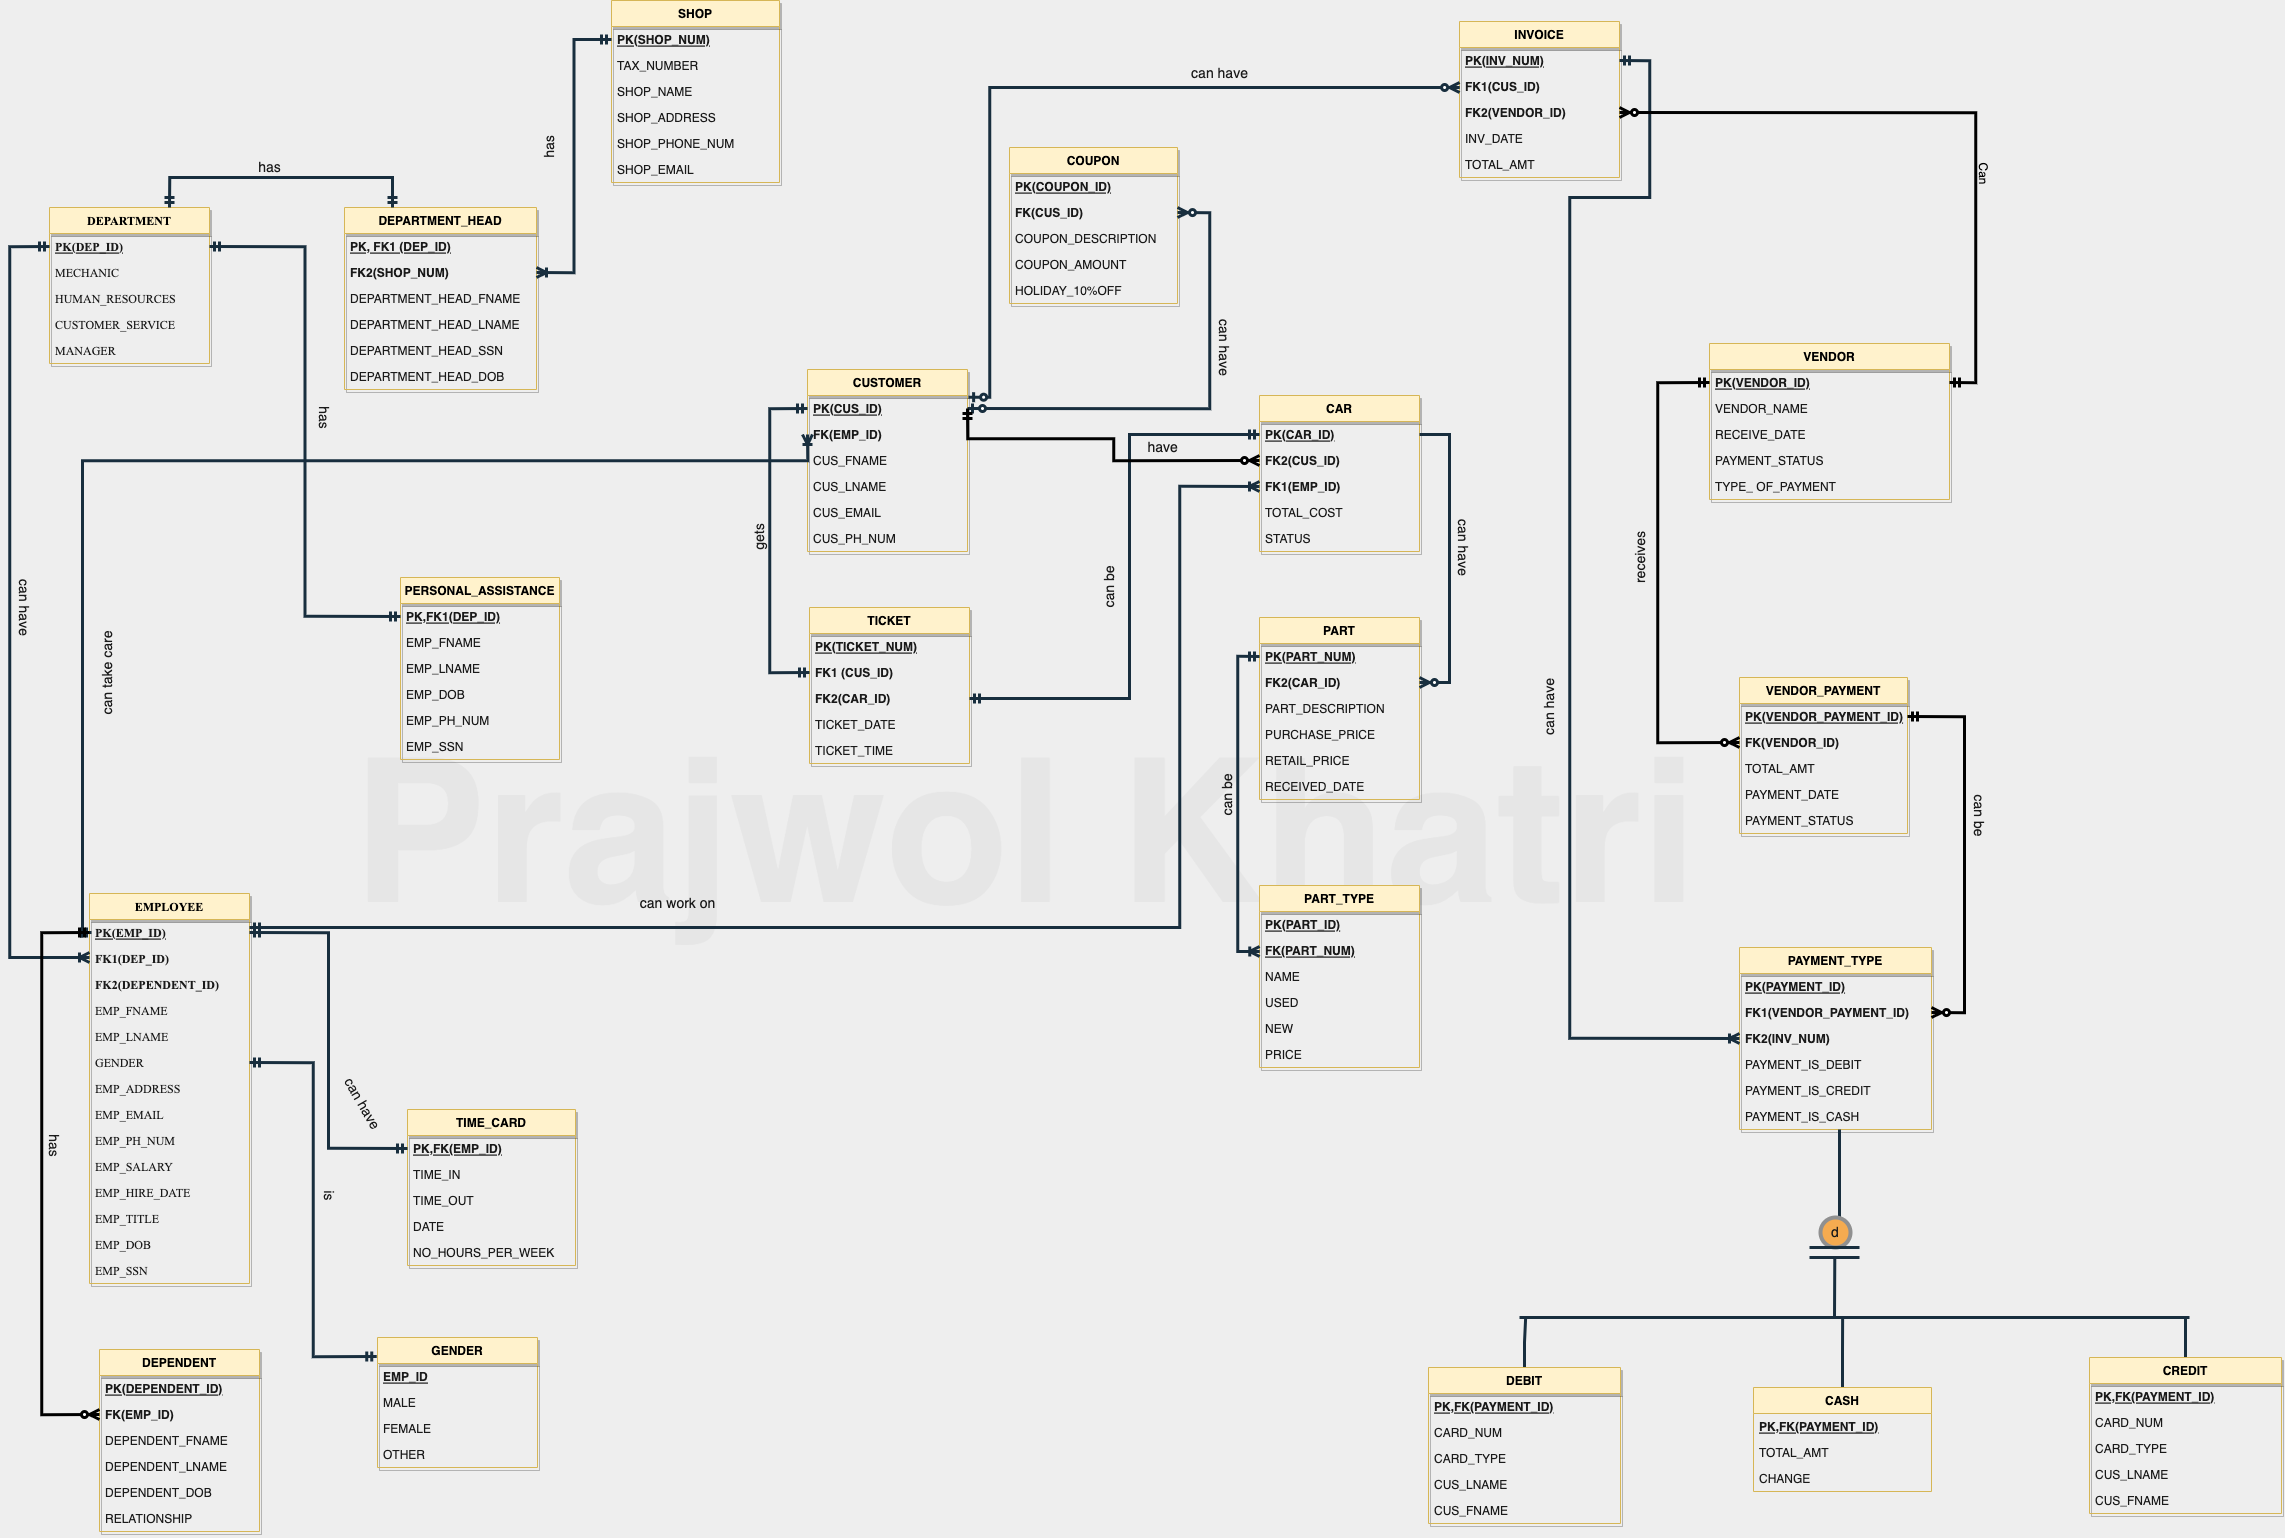 SHOP
PK(SHOP_NUM)
TAX_NUMBER
SHOP_NAME
SHOP_ADDRESS
SHOP_PHONE_NUM
SHOP_EMAIL
has
has
DEPARTMENT
PK(DEP_ID)
MECHANIC
HUMAN_RESOURCES
CUSTOMER_SERVICE
MANAGER
DEPARTMENT_HEAD
PK, FK1 (DEP_ID)
FK2(SHOP_NUM)
DEPARTMENT_HEAD_FNAME
DEPARTMENT_HEAD_LNAME
DEPARTMENT_HEAD_SSN
DEPARTMENT_HEAD_DOB
can have
INVOICE
PK(INV_NUM)
FK1(CUS_ID)
FK2(VENDOR_ID)
INV_DATE
TOTAL_AMT
Can
COUPON
PK(COUPON_ID)
FK(CUS_ID)
COUPON_DESCRIPTION
COUPON_AMOUNT
HOLIDAY_10%OFF
can have
has
CUSTOMER
PK(CUS_ID)
FK(EMP_ID)
CUS_FNAME
CUS_LNAME
CUS_EMAIL
CUS_PH_NUM
have
CAR
PK(CAR_ID)
FK2(CUS_ID)
FK1(EMP_ID)
TOTAL_COST
STATUS
can have
VENDOR
PK(VENDOR_ID)
VENDOR_NAME
RECEIVE_DATE
PAYMENT_STATUS
TYPE_ OF_PAYMENT
receives
can have
can take care
PERSONAL_ASSISTANCE
PK,FK1(DEP_ID)
EMP_FNAME
EMP_LNAME
EMP_DOB
EMP_PH_NUM
EMP_SSN
gets
TICKET
PK(TICKET_NUM)
FK1 (CUS_ID)
FK2(CAR_ID)
TICKET_DATE
TICKET_TIME
can be
PART
PK(PART_NUM)
FK2(CAR_ID)
PART_DESCRIPTION
PURCHASE_PRICE
RETAIL_PRICE
RECEIVED_DATE
can be
can have
VENDOR_PAYMENT
PK(VENDOR_PAYMENT_ID)
FK(VENDOR_ID)
TOTAL_AMT
PAYMENT_DATE
PAYMENT_STATUS
can be
Prajwol Khatri
EMPLOYEE
PK(EMP_ID)
FK1(DEP_ID)
FK2(DEPENDENT_ID)
EMP_FNAME
EMP_LNAME
GENDER
EMP_ADDRESS
EMP_EMAIL
EMP_PH_NUM
EMP_SALARY
EMP_HIRE_DATE
EMP_TITLE
EMP_DOB
EMP_SSN
can work on
PART_TYPE
PK(PART_ID)
FK(PART_NUM)
NAME
USED
NEW
PRICE
PAYMENT_TYPE
PK(PAYMENT_ID)
FK1(VENDOR_PAYMENT_ID)
FK2(INV_NUM)
PAYMENT_IS_DEBIT
PAYMENT_IS_CREDIT
PAYMENT_IS_CASH
has
can have
is
TIME_CARD
PK,FK(EMP_ID)
TIME_IN
TIME_OUT
DATE
NO_HOURS_PER_WEEK
d
DEPENDENT
PK(DEPENDENT_ID)
FK(EMP_ID)
DEPENDENT_FNAME
DEPENDENT_LNAME
DEPENDENT_DOB
RELATIONSHIP
GENDER
EMP_ID
MALE
FEMALE
OTHER
DEBIT
PK,FK(PAYMENT_ID)
CARD_NUM
CARD_TYPE
CUS_LNAME
CUS_FNAME
CASH
PK,FK(PAYMENT_ID)
TOTAL_AMT
CHANGE
CREDIT
PK,FK(PAYMENT_ID)
CARD_NUM
CARD_TYPE
CUS_LNAME
CUS_FNAME